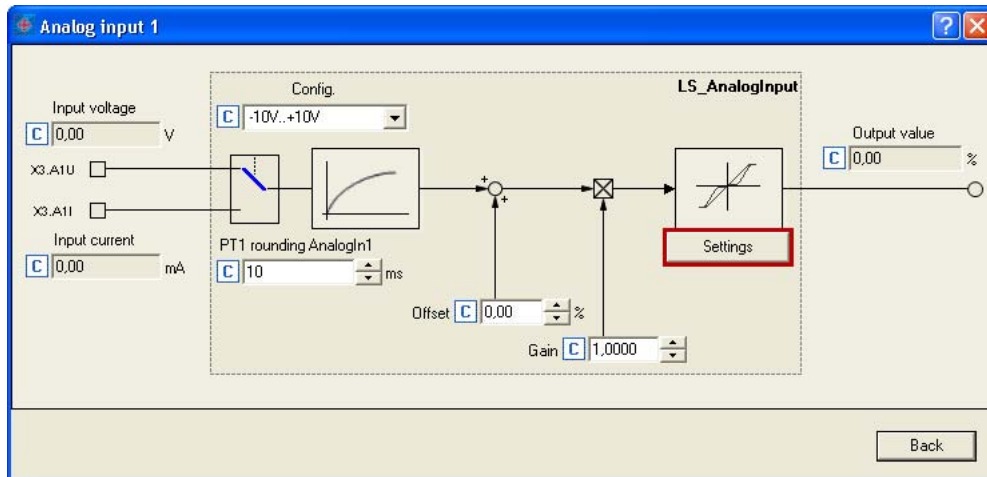 Analog input 1
Config.
LS_AnalogInput
Input voltage
C 0,00 V
C -10V..+10V
Output value
C 0,00 %
X3.A1U
X3.A1I
Input current
C 0,00 mA
PT1 rounding AnalogIn1
C 10 ms
Settings
Offset C 0,00 %
Gain C 1,0000
Back